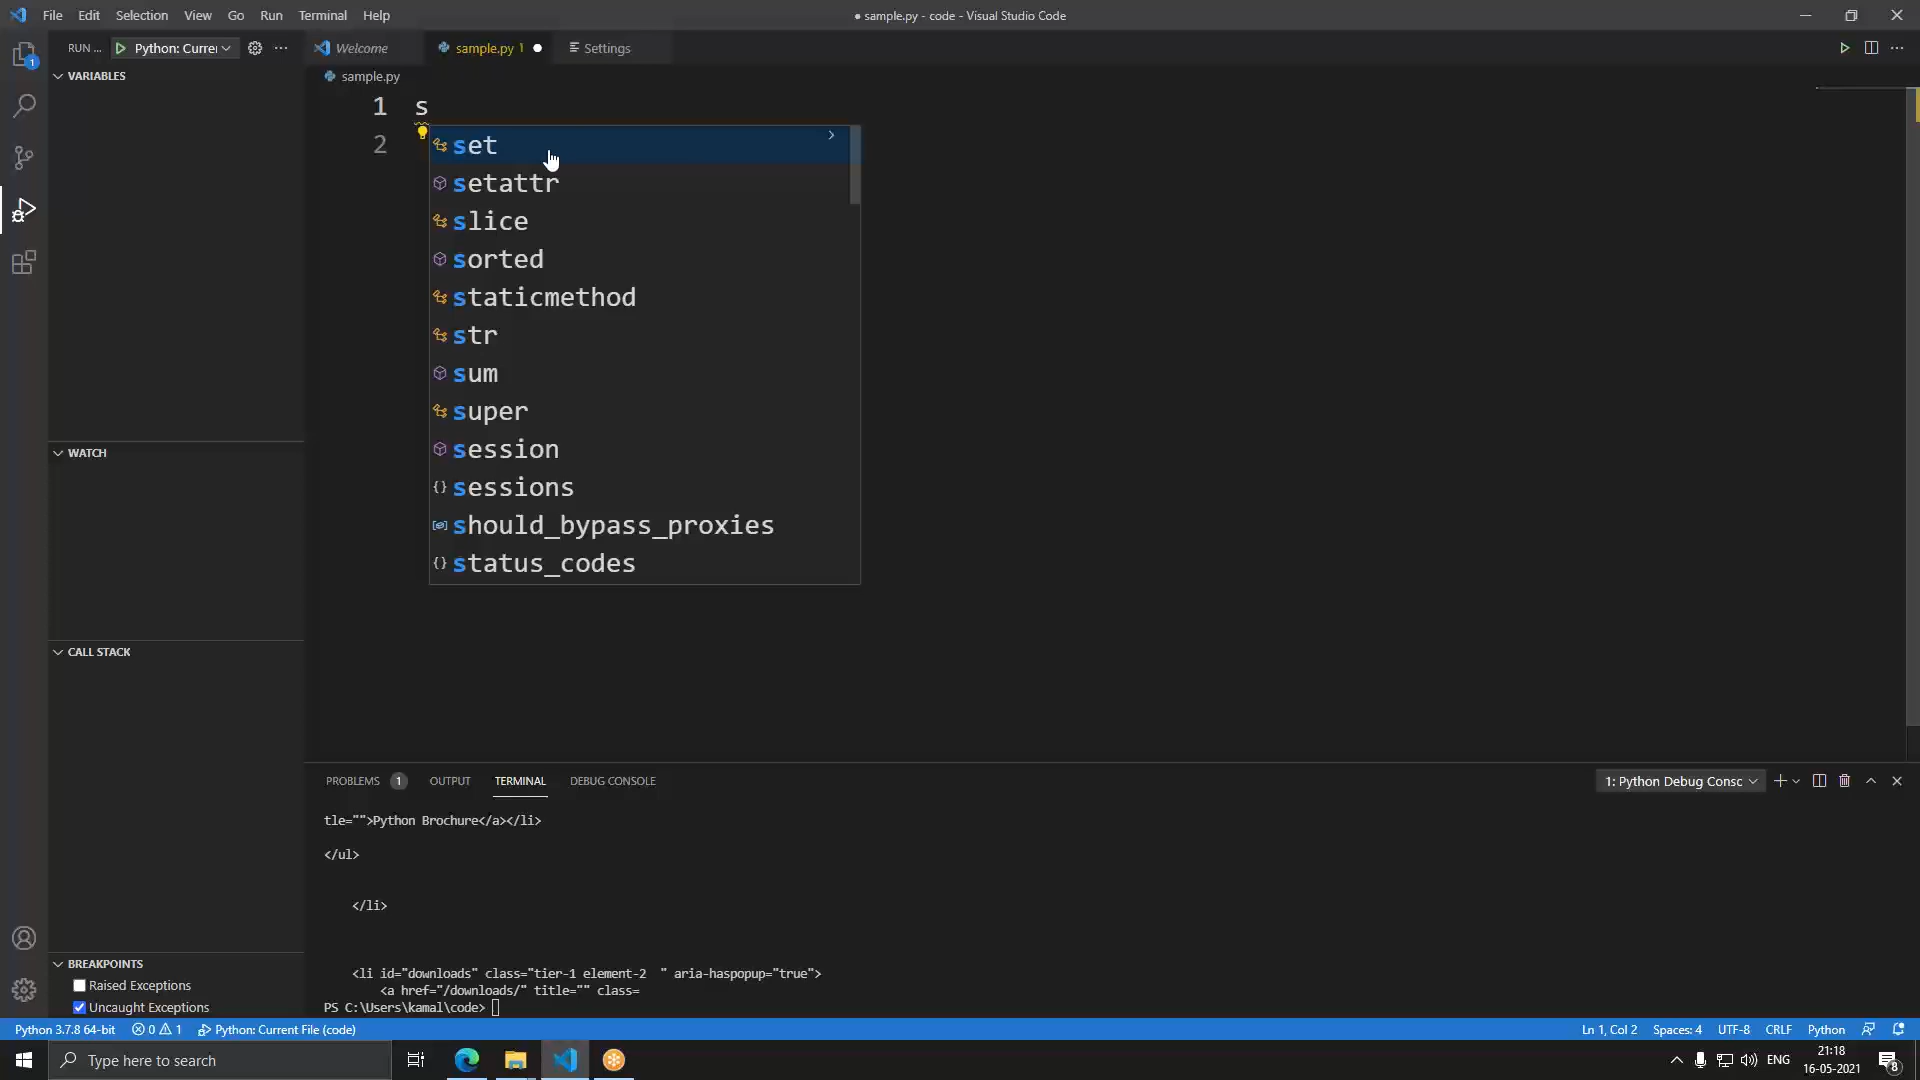 File Edit Selection View Go Run Terminal Help
● sample.py - code - Visual Studio Code
1
RUN ... Python: Currer
Welcome
sample.py 1
Settings
VARIABLES
sample.py
1 s
2
set
setattr
slice
sorted
staticmethod
str
sum
super
session
sessions
should_bypass_proxies
status_codes
WATCH
CALL STACK
BREAKPOINTS
Raised Exceptions
Uncaught Exceptions
PROBLEMS 1 OUTPUT TERMINAL DEBUG CONSOLE
1: Python Debug Consc
tle="">Python Brochure</a></li>
</ul>
</li>
<li id="downloads" class="tier-1 element-2  " aria-haspopup="true">
<a href="/downloads/" title="" class=
PS C:\Users\kamal\code>
Python 3.7.8 64-bit 0 1 Python: Current File (code)
Ln 1, Col 2 Spaces: 4 UTF-8 CRLF Python
Type here to search
ENG
21:18
16-05-2021
8